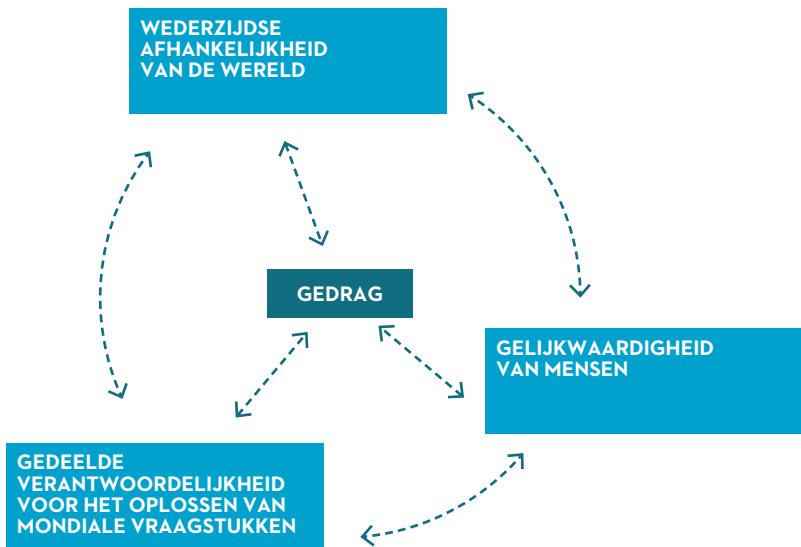 WEDERZIJDSE
AFHANKELIJKHEID
VAN DE WERELD
GEDRAG
GELIJKWAARDIGHEID
VAN MENSEN
GEDEELDE
VERANTWOORDELIJKHEID
VOOR HET OPLOSSEN VAN
MONDIALE VRAAGSTUKKEN